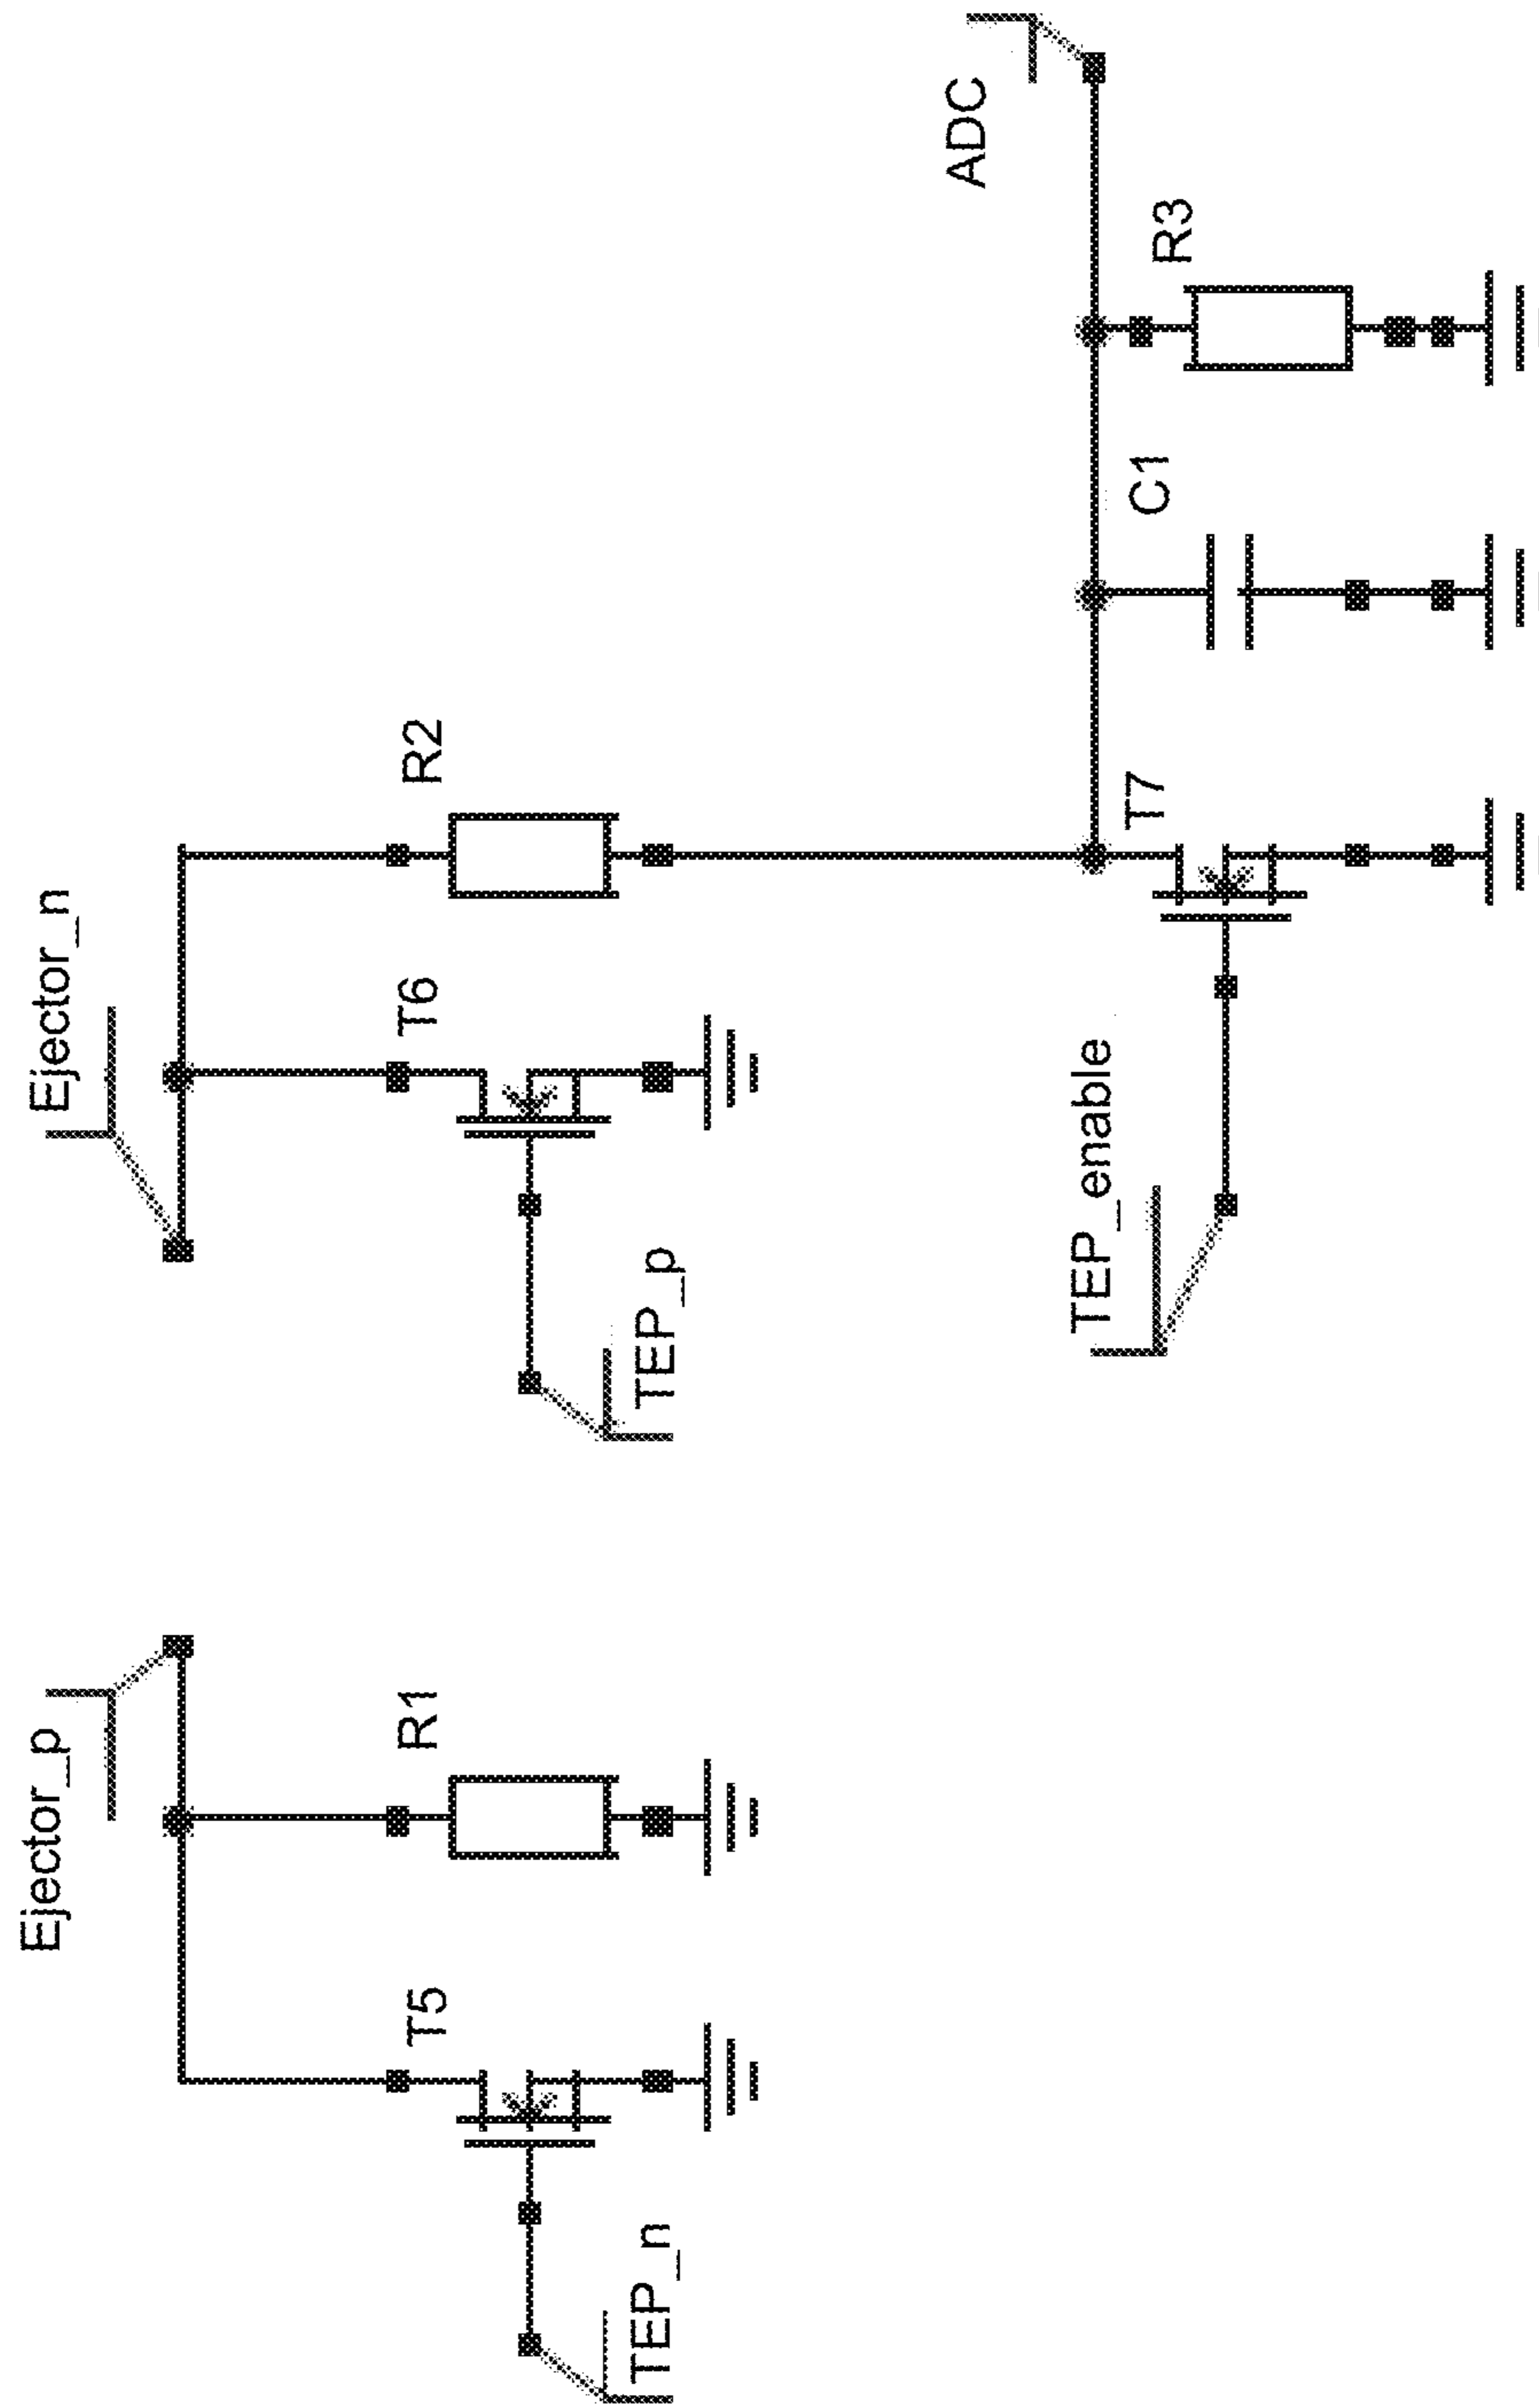 Ejector_p
Ejector_n
T5
R1
T6
R2
TEP_n
TEP_p
ADC
TEP_enable
T7
C1
R3